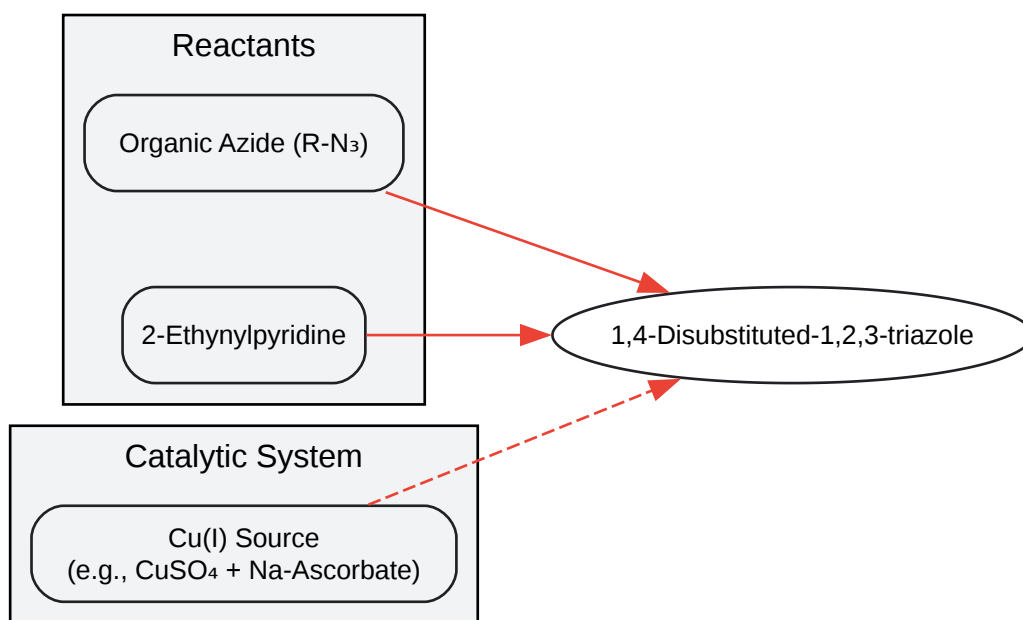 Reactants
Organic Azide (R-N₃)
2-Ethynylpyridine
1,4-Disubstituted-1,2,3-triazole
Catalytic System
Cu(I) Source
(e.g., CuSO₄ + Na-Ascorbate)